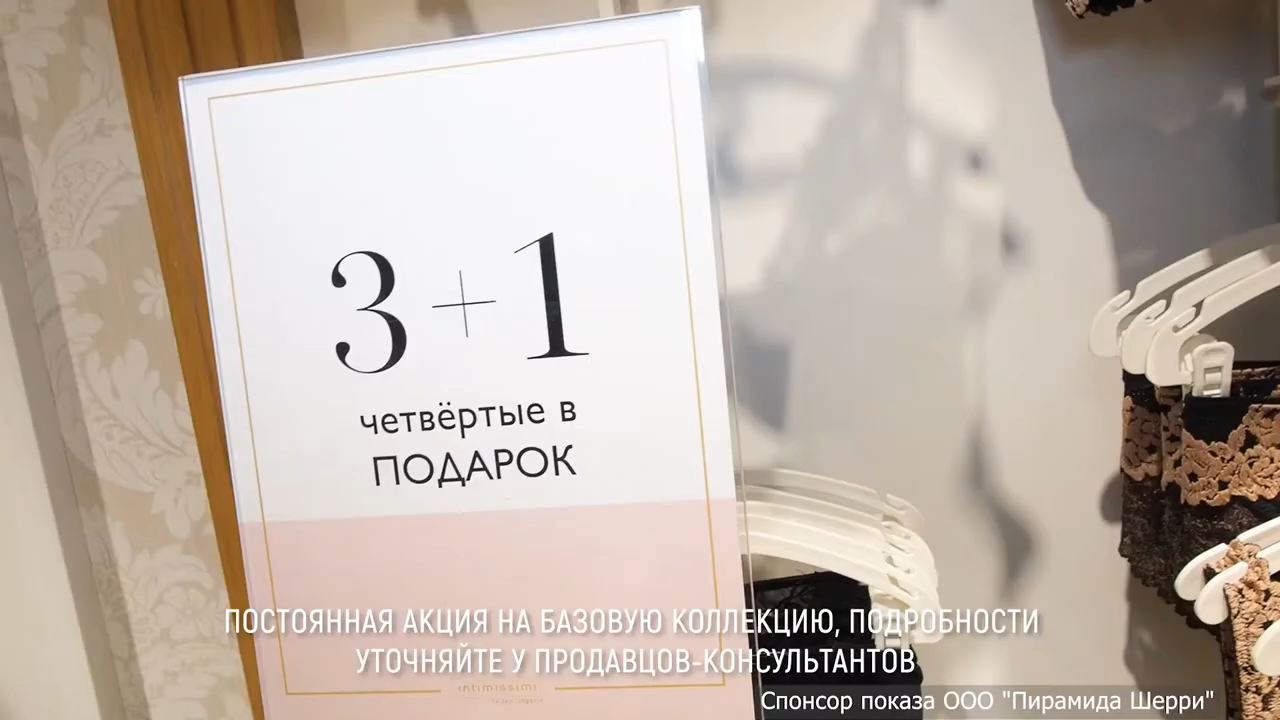 3+1
четвёртые в
ПОДАРОК
ПОСТОЯННАЯ АКЦИЯ НА БАЗОВУЮ КОЛЛЕКЦИЮ, ПОДРОБНОСТИ
УТОЧНЯЙТЕ У ПРОДАВЦОВ-КОНСУЛЬТАНТОВ
intimissimi
Спонсор показа ООО "Пирамида Шерри"